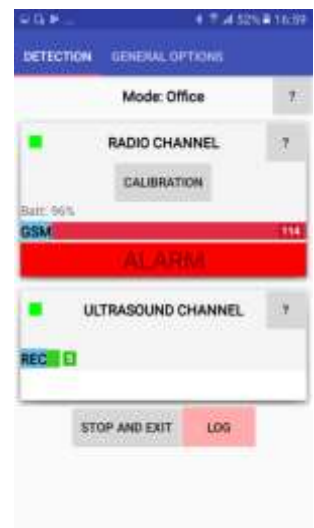 52% 16:59
DETECTION GENERAL OPTIONS
Mode: Office ?
RADIO CHANNEL ?
CALIBRATION
Batt: 96%
GSM 114
ALARM
ULTRASOUND CHANNEL ?
REC 5
STOP AND EXIT LOG